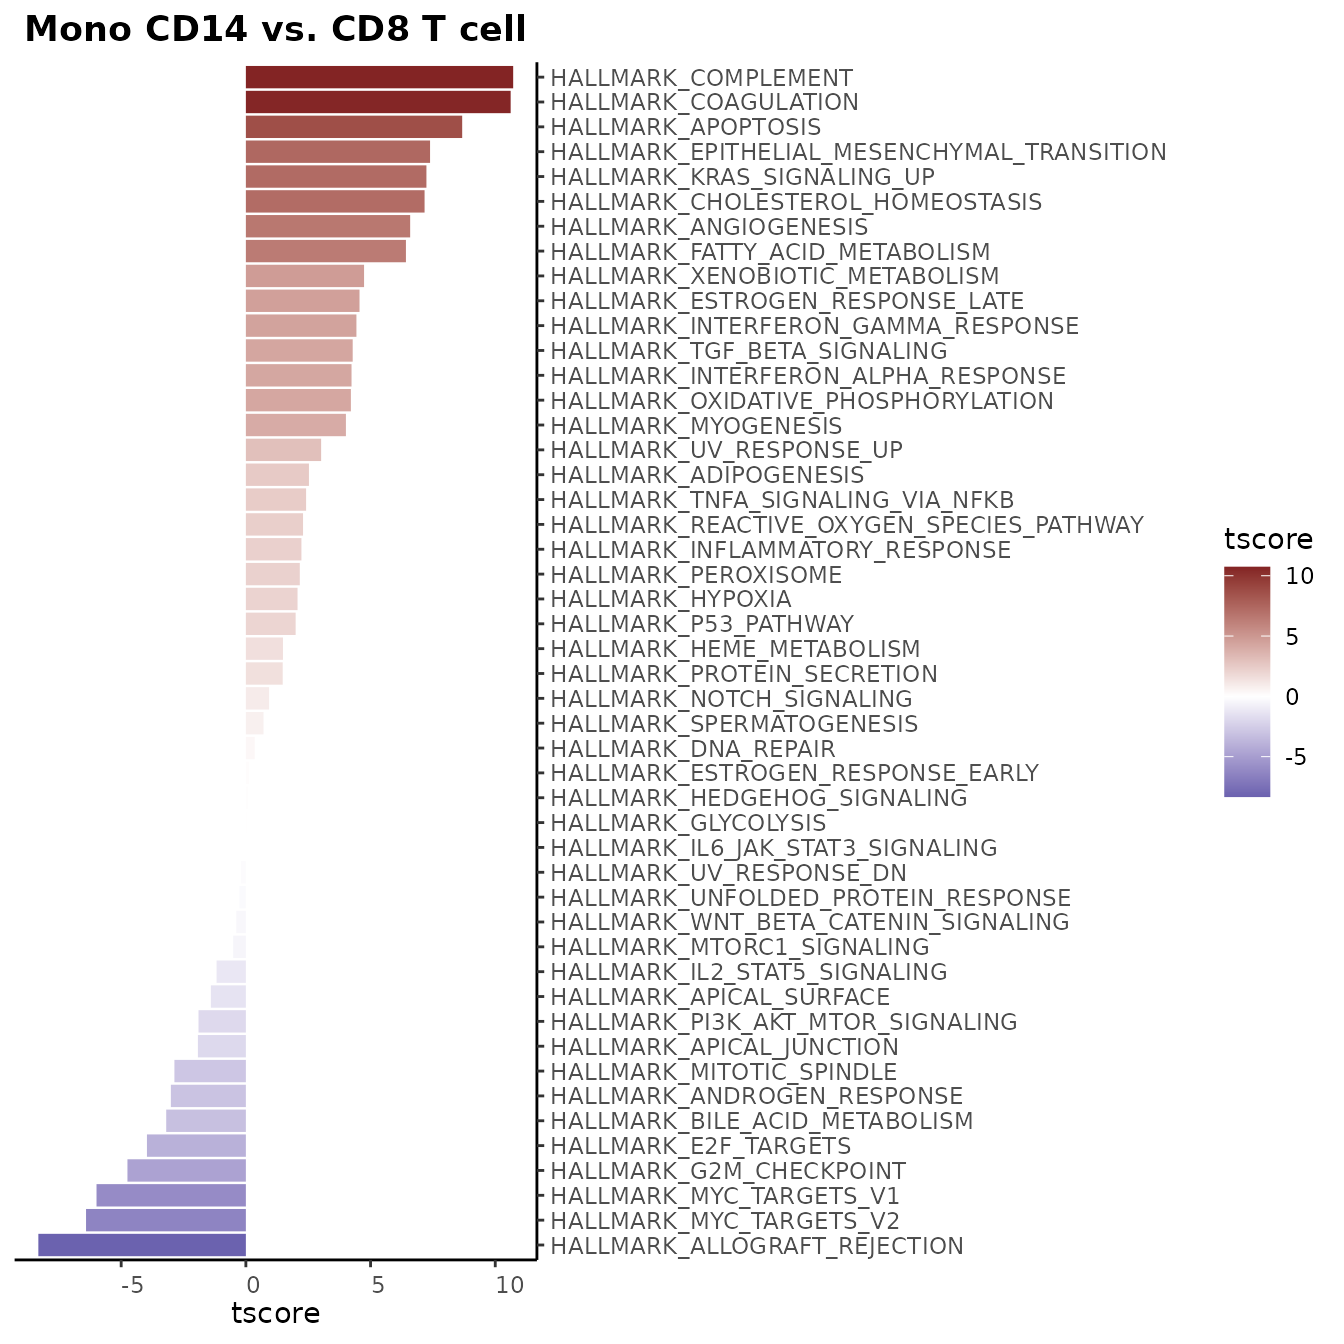 Mono CD14 vs. CD8 T cell
HALLMARK_COMPLEMENT
HALLMARK_COAGULATION
HALLMARK_APOPTOSIS
HALLMARK_EPITHELIAL_MESENCHYMAL_TRANSITION
HALLMARK_KRAS_SIGNALING_UP
HALLMARK_CHOLESTEROL_HOMEOSTASIS
HALLMARK_ANGIOGENESIS
HALLMARK_FATTY_ACID_METABOLISM
HALLMARK_XENOBIOTIC_METABOLISM
HALLMARK_ESTROGEN_RESPONSE_LATE
HALLMARK_INTERFERON_GAMMA_RESPONSE
HALLMARK_TGF_BETA_SIGNALING
HALLMARK_INTERFERON_ALPHA_RESPONSE
HALLMARK_OXIDATIVE_PHOSPHORYLATION
HALLMARK_MYOGENESIS
HALLMARK_UV_RESPONSE_UP
HALLMARK_ADIPOGENESIS
HALLMARK_TNFA_SIGNALING_VIA_NFKB
HALLMARK_REACTIVE_OXYGEN_SPECIES_PATHWAY
HALLMARK_INFLAMMATORY_RESPONSE
HALLMARK_PEROXISOME
HALLMARK_HYPOXIA
HALLMARK_P53_PATHWAY
HALLMARK_HEME_METABOLISM
HALLMARK_PROTEIN_SECRETION
HALLMARK_NOTCH_SIGNALING
HALLMARK_SPERMATOGENESIS
HALLMARK_DNA_REPAIR
HALLMARK_ESTROGEN_RESPONSE_EARLY
HALLMARK_HEDGEHOG_SIGNALING
HALLMARK_GLYCOLYSIS
HALLMARK_IL6_JAK_STAT3_SIGNALING
HALLMARK_UV_RESPONSE_DN
HALLMARK_UNFOLDED_PROTEIN_RESPONSE
HALLMARK_WNT_BETA_CATENIN_SIGNALING
HALLMARK_MTORC1_SIGNALING
HALLMARK_IL2_STAT5_SIGNALING
HALLMARK_APICAL_SURFACE
HALLMARK_PI3K_AKT_MTOR_SIGNALING
HALLMARK_APICAL_JUNCTION
HALLMARK_MITOTIC_SPINDLE
HALLMARK_ANDROGEN_RESPONSE
HALLMARK_BILE_ACID_METABOLISM
HALLMARK_E2F_TARGETS
HALLMARK_G2M_CHECKPOINT
HALLMARK_MYC_TARGETS_V1
HALLMARK_MYC_TARGETS_V2
HALLMARK_ALLOGRAFT_REJECTION
-5 0 5 10
tscore
tscore
10
5
0
-5